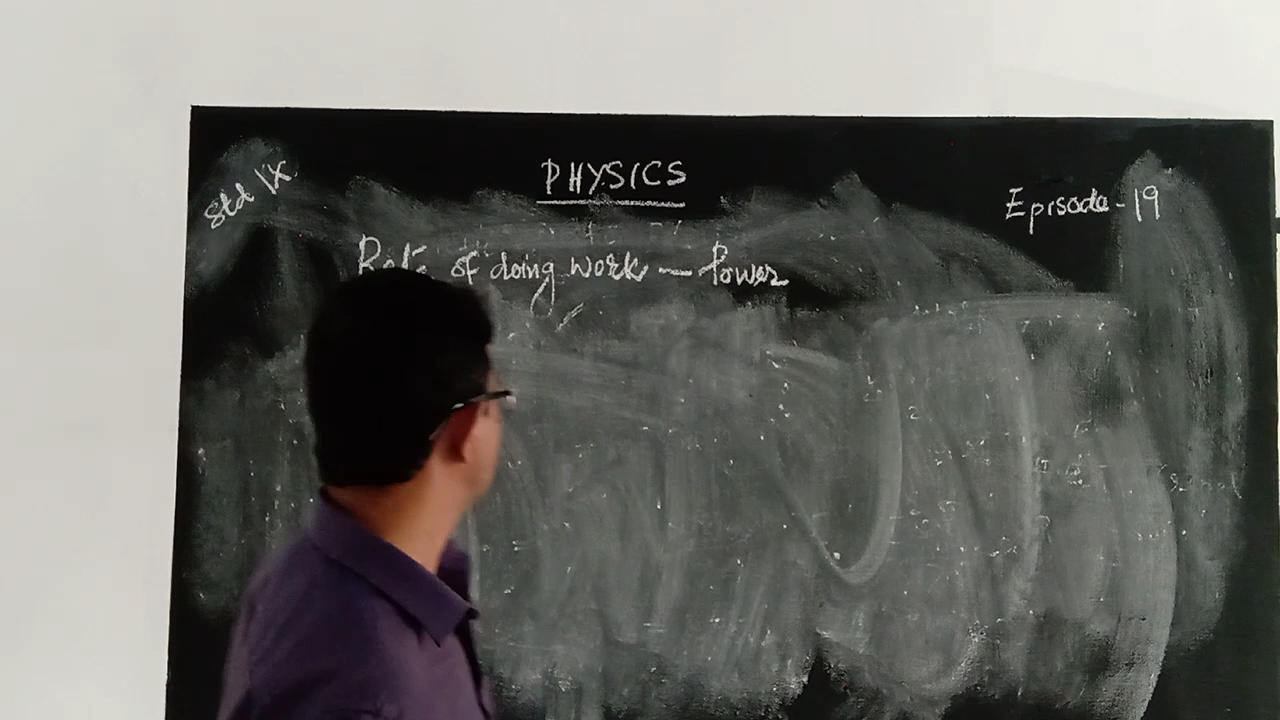 PHYSICS
Std IX
Episode-19
Rate of doing work – Power